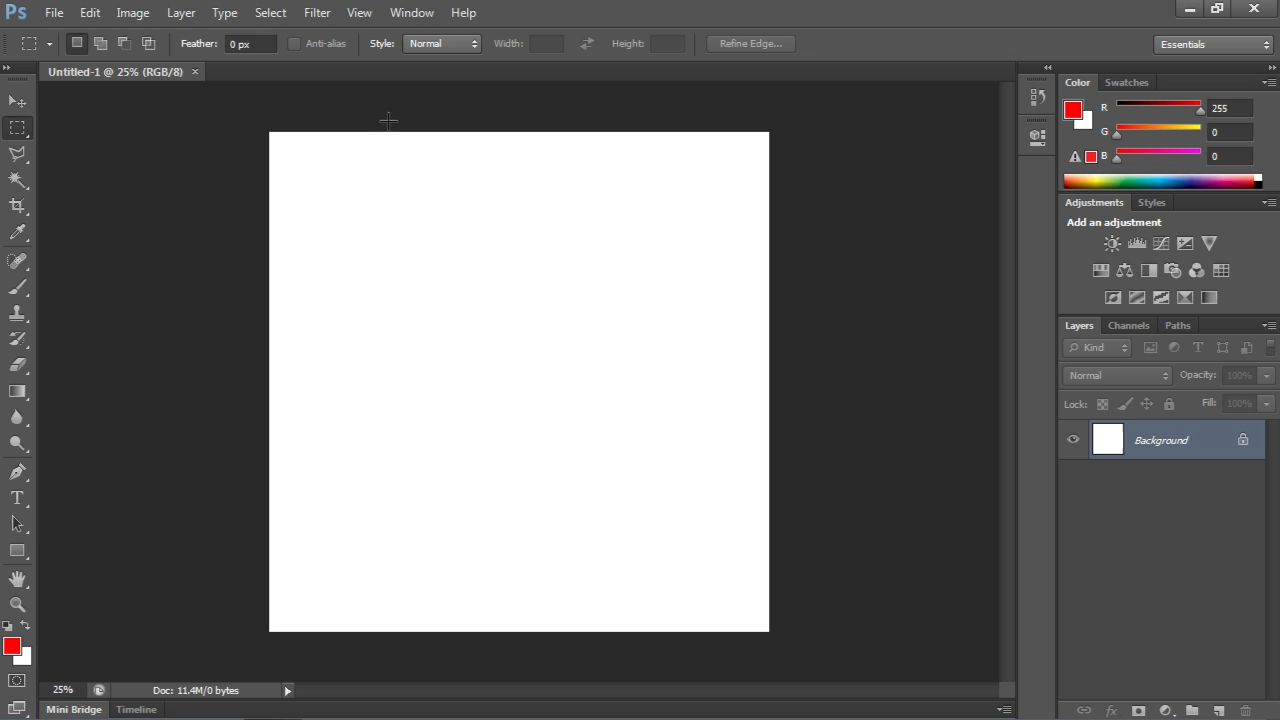 Ps File Edit Image Layer Type Select Filter View Window Help
Feather: 0 px Anti-alias Style: Normal Width: Height: Refine Edge... Essentials
Untitled-1 @ 25% (RGB/8) ×
Color Swatches
R 255
G 0
B 0
Adjustments Styles
Add an adjustment
Layers Channels Paths
Kind T
Normal Opacity: 100%
Lock: Fill: 100%
Background
T
fx
25% Doc: 11.4M/0 bytes
Mini Bridge Timeline